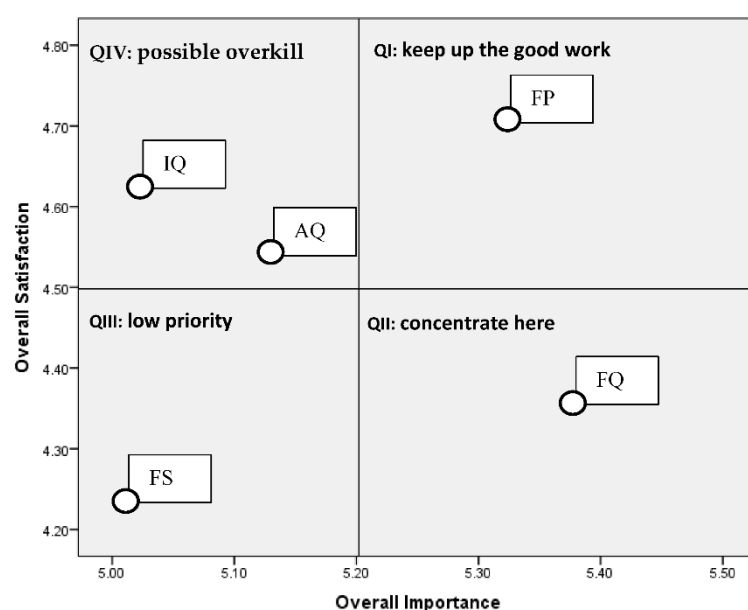 4.80
QIV: possible overkill
QI: keep up the good work
FP
4.70
IQ
4.60
AQ
4.50
QIII: low priority
QII: concentrate here
4.40
FQ
4.30
FS
4.20
5.00 5.10 5.20 5.30 5.40 5.50
Overall Satisfaction
Overall Importance